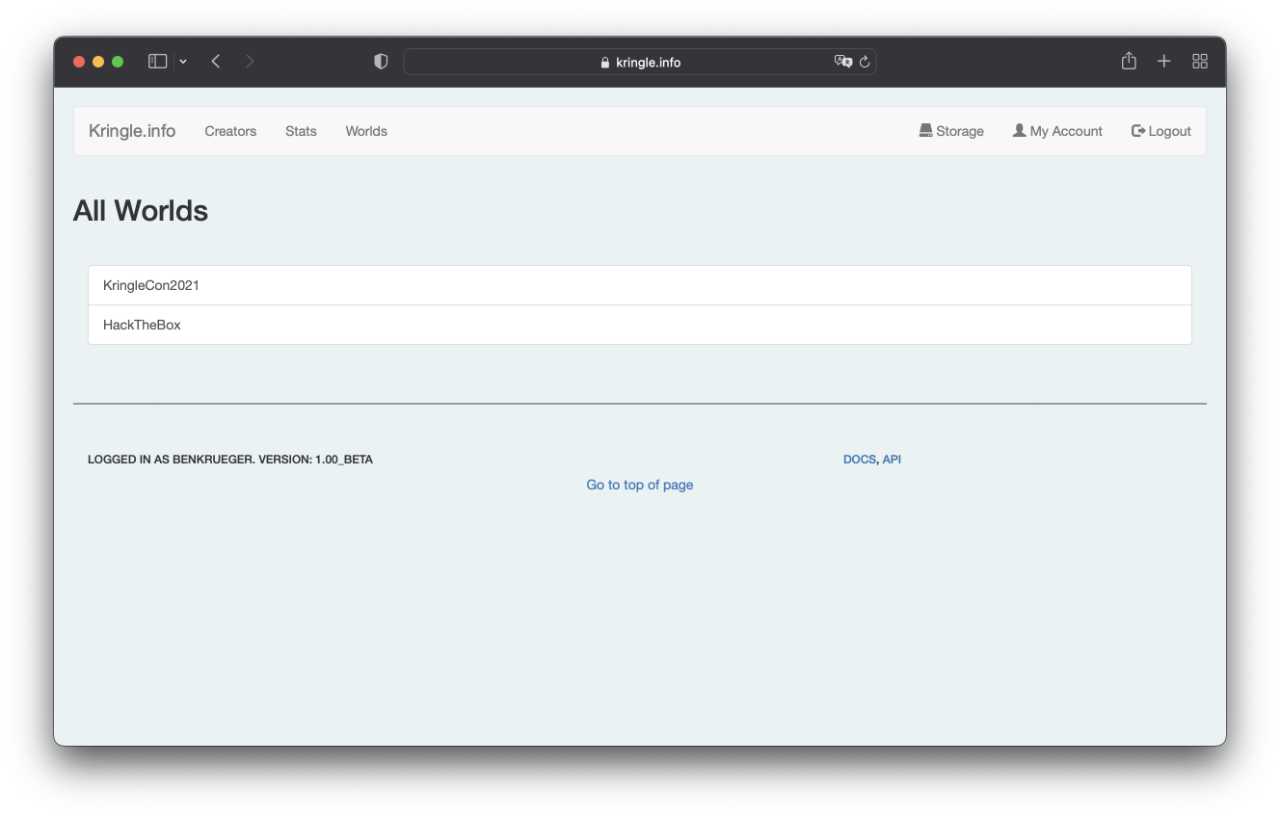 kringle.info
Kringle.info Creators Stats Worlds Storage My Account Logout
All Worlds
KringleCon2021
HackTheBox
LOGGED IN AS BENKRUEGER. VERSION: 1.00_BETA DOCS, API
Go to top of page